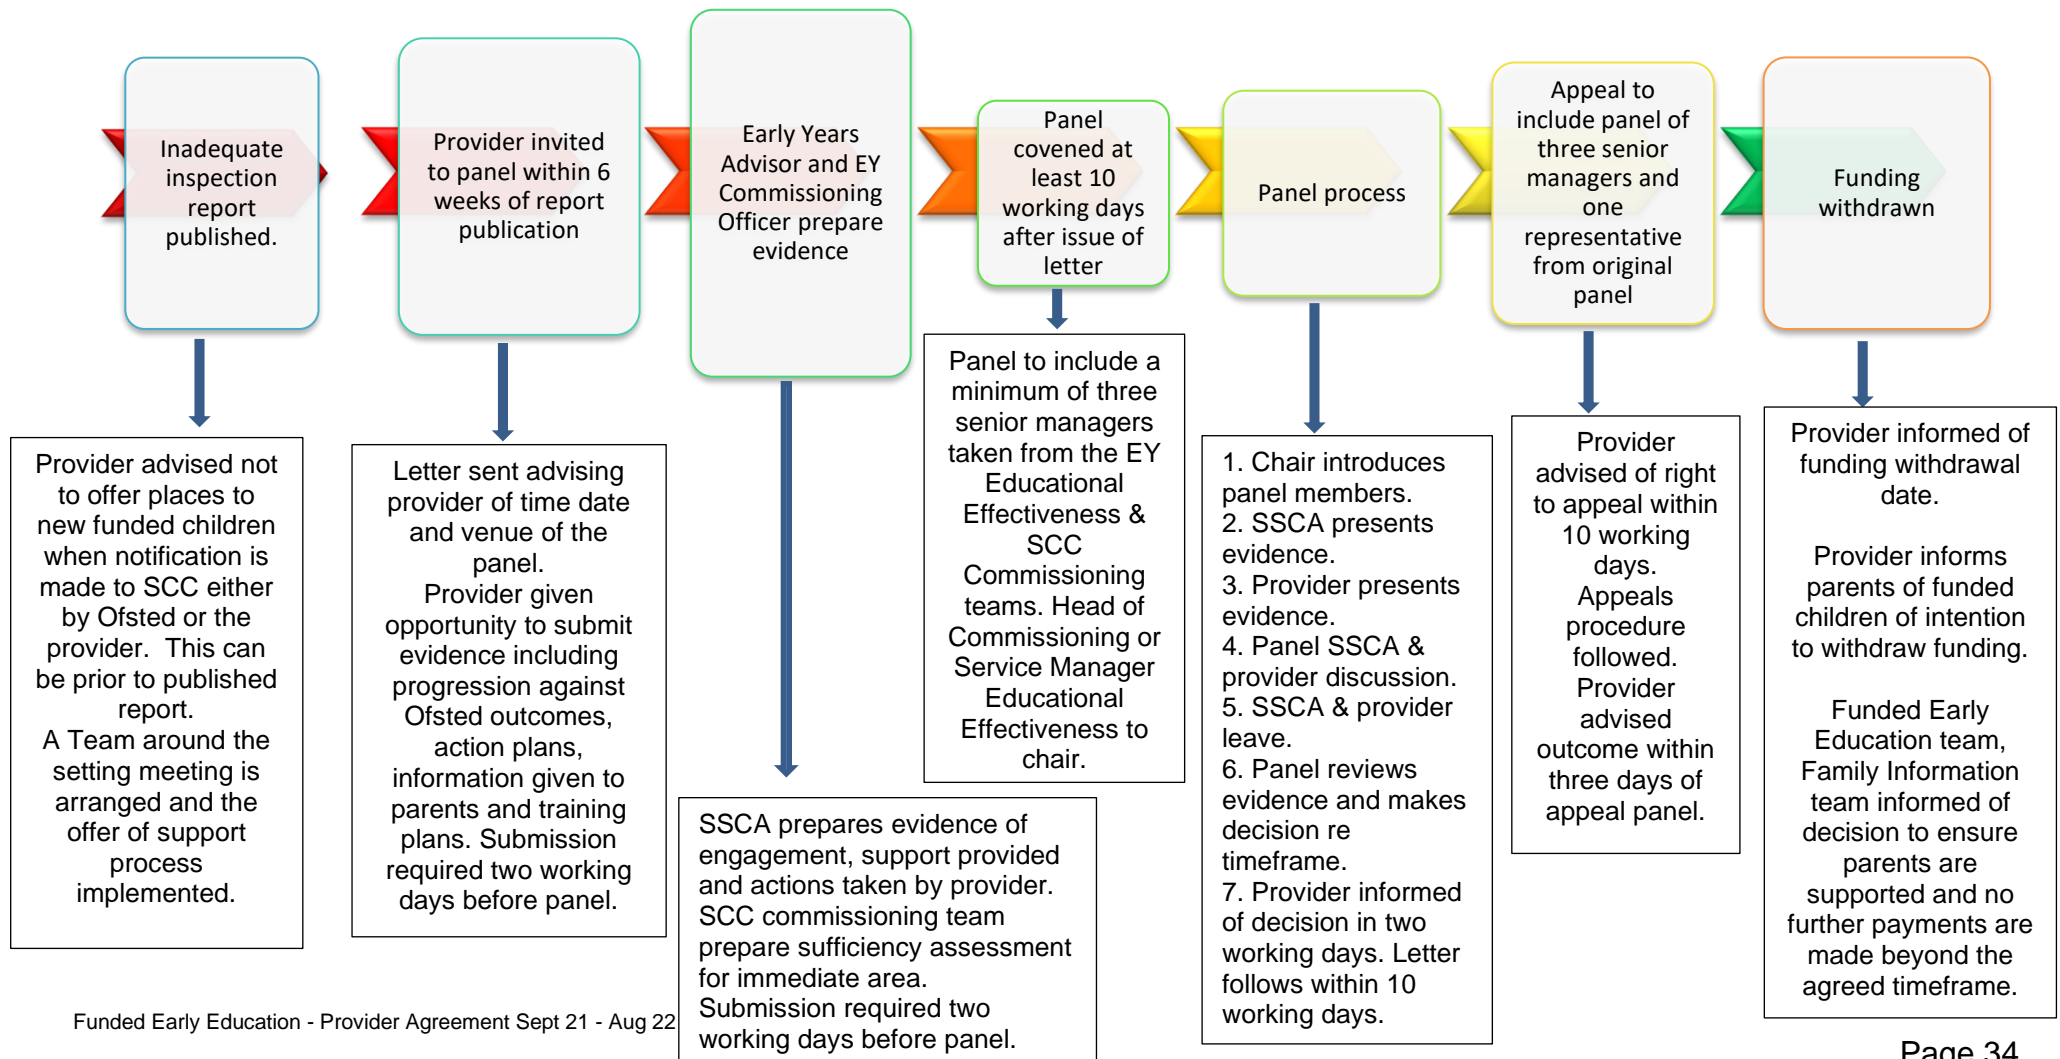 Inadequate
inspection
report
published.
Provider invited
to panel within 6
weeks of report
publication
Early Years
Advisor and EY
Commissioning
Officer prepare
evidence
Panel
covened at
least 10
working days
after issue of
letter
Panel process
Appeal to
include panel of
three senior
managers and
one
representative
from original
panel
Funding
withdrawn
Provider advised not
to offer places to
new funded children
when notification is
made to SCC either
by Ofsted or the
provider.  This can
be prior to published
report.
A Team around the
setting meeting is
arranged and the
offer of support
process
implemented.
Letter sent advising
provider of time date
and venue of the
panel.
Provider given
opportunity to submit
evidence including
progression against
Ofsted outcomes,
action plans,
information given to
parents and training
plans. Submission
required two working
days before panel.
SSCA prepares evidence of
engagement, support provided
and actions taken by provider.
SCC commissioning team
prepare sufficiency assessment
for immediate area.
Submission required two
working days before panel.
Panel to include a
minimum of three
senior managers
taken from the EY
Educational
Effectiveness &
SCC
Commissioning
teams. Head of
Commissioning or
Service Manager
Educational
Effectiveness to
chair.
1. Chair introduces
panel members.
2. SSCA presents
evidence.
3. Provider presents
evidence.
4. Panel SSCA &
provider discussion.
5. SSCA & provider
leave.
6. Panel reviews
evidence and makes
decision re
timeframe.
7. Provider informed
of decision in two
working days. Letter
follows within 10
working days.
Provider
advised of right
to appeal within
10 working
days.
Appeals
procedure
followed.
Provider
advised
outcome within
three days of
appeal panel.
Provider informed of
funding withdrawal
date.
Provider informs
parents of funded
children of intention
to withdraw funding.
Funded Early
Education team,
Family Information
team informed of
decision to ensure
parents are
supported and no
further payments are
made beyond the
agreed timeframe.
Funded Early Education - Provider Agreement Sept 21 - Aug 22
Page 34